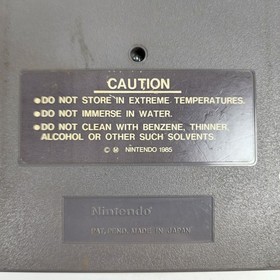 CAUTION
●DO NOT STORE IN EXTREME TEMPERATURES.
●DO NOT IMMERSE IN WATER.
●DO NOT CLEAN WITH BENZENE, THINNER,
ALCOHOL OR OTHER SUCH SOLVENTS.
© Ⓜ NINTENDO 1985
Nintendo®
PAT. PEND. MADE IN JAPAN